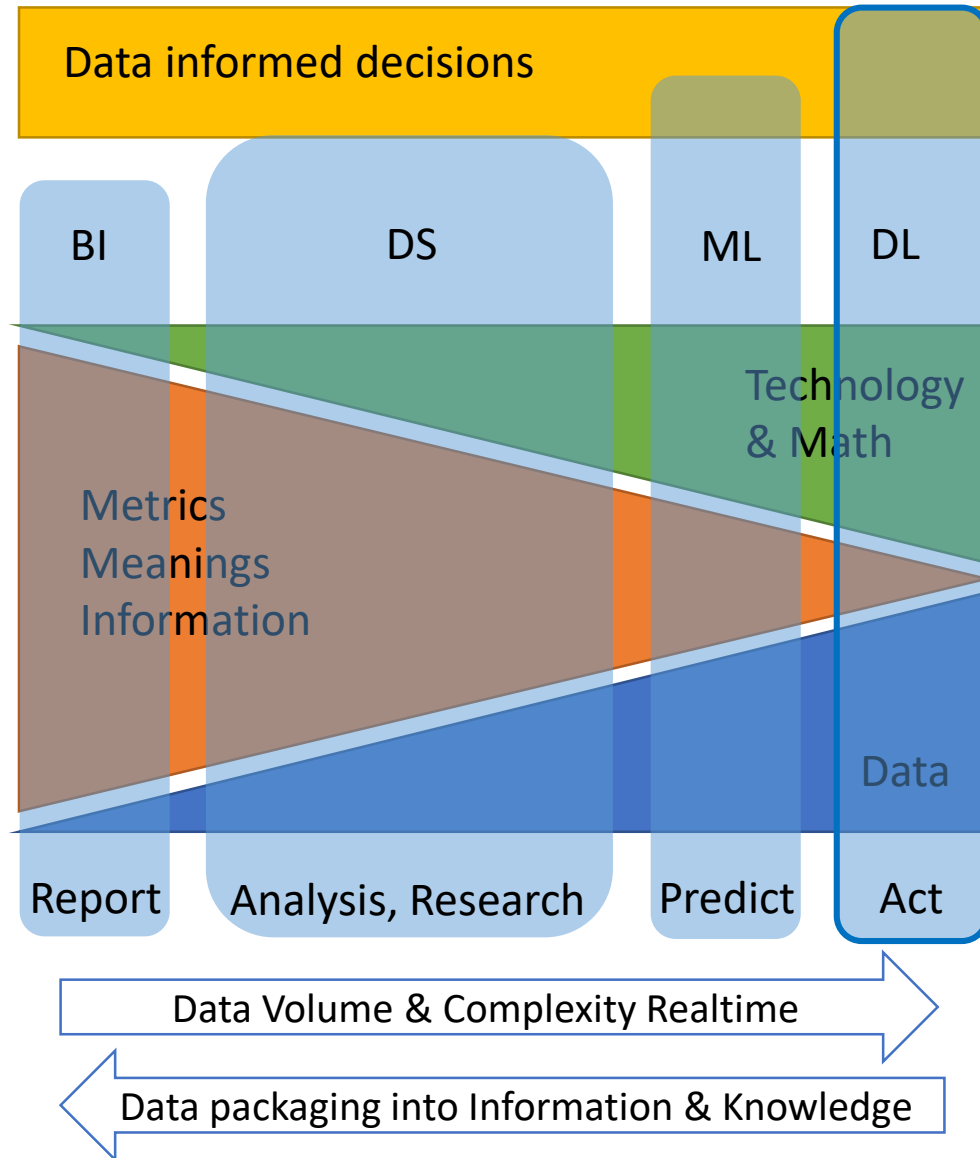 Data informed decisions
BI
DS
ML
DL
Technology
& Math
Metrics
Meanings
Information
Data
Report
Analysis, Research
Predict
Act
Data Volume & Complexity Realtime
Data packaging into Information & Knowledge